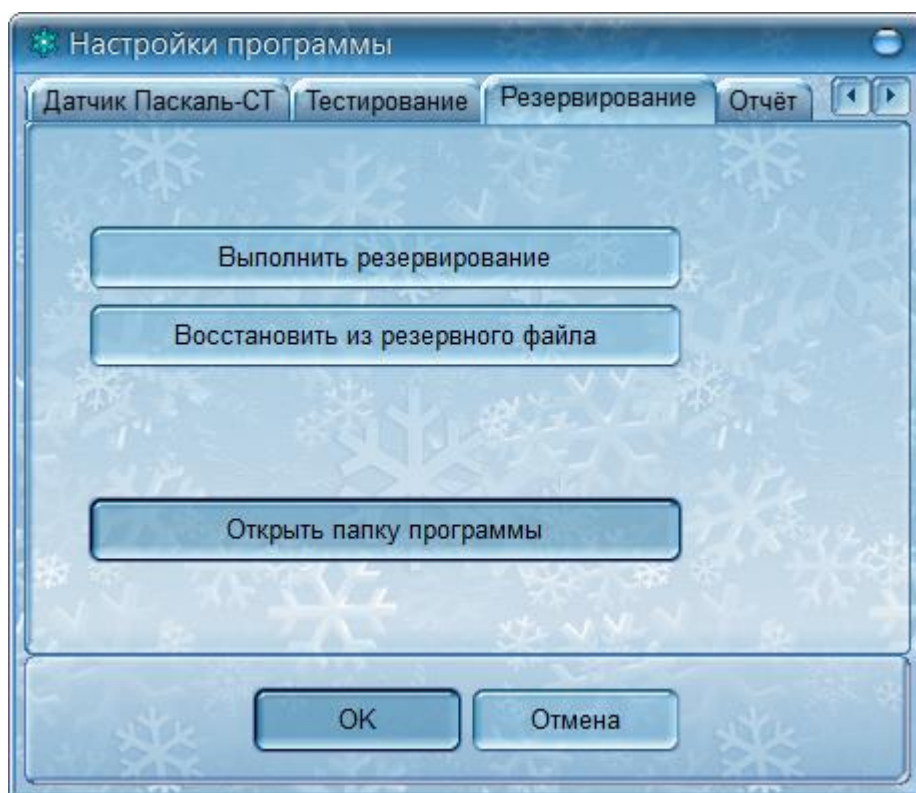 Настройки программы
Датчик Паскаль-СТ Тестирование Резервирование Отчёт
Выполнить резервирование
Восстановить из резервного файла
Открыть папку программы
OK Отмена